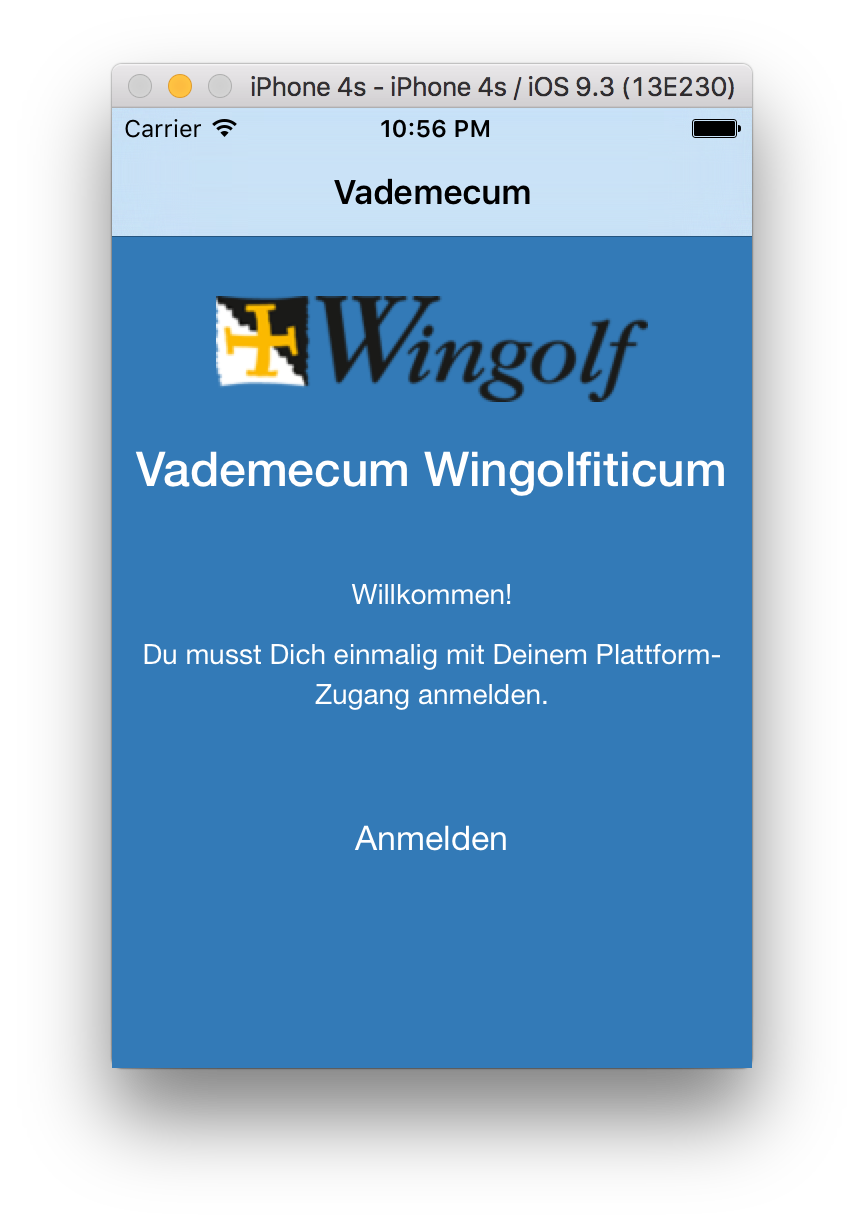 iPhone 4s - iPhone 4s / iOS 9.3 (13E230)
Carrier 10:56 PM
Vademecum
Wingolf
Vademecum Wingolfiticum
Willkommen!
Du musst Dich einmalig mit Deinem Plattform-
Zugang anmelden.
Anmelden